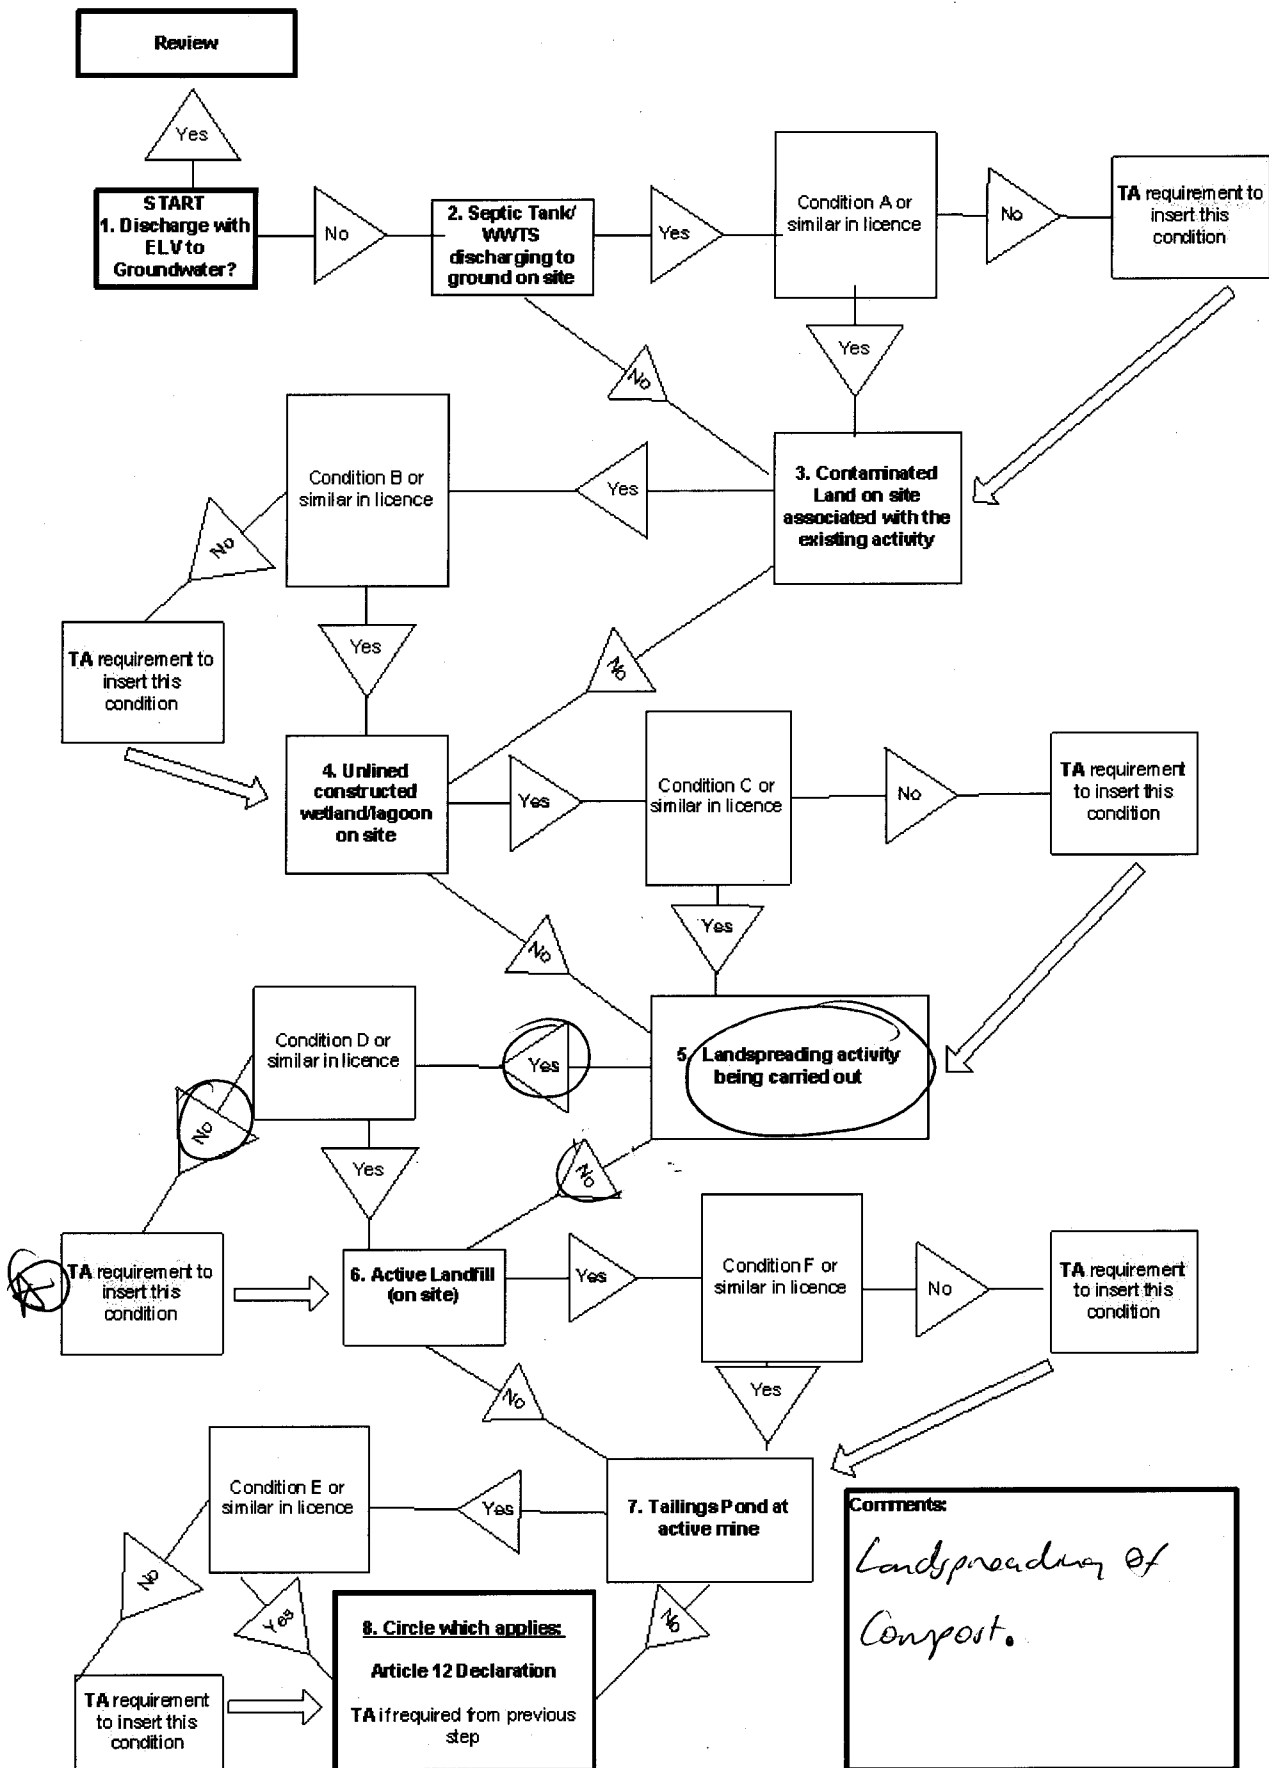 Review
Yes
START
1. Discharge with
ELV to
Groundwater?
No
2. Septic Tank/
WWTS
discharging to
ground on site
Yes
Condition A or
similar in licence
No
TA requirement to
insert this
condition
Yes
No
3. Contaminated
Land on site
associated with the
existing activity
Yes
Condition B or
similar in licence
No
TA requirement to
insert this
condition
Yes
No
4. Unlined
constructed
wetland/lagoon
on site
Yes
Condition C or
similar in licence
No
TA requirement
to insert this
condition
Yes
No
5. Landspreading activity
being carried out
Yes
Condition D or
similar in licence
No
TA requirement to
insert this
condition
Yes
No
6. Active Landfill
(on site)
Yes
Condition F or
similar in licence
No
TA requirement
to insert this
condition
Yes
No
7. Tailings Pond at
active mine
Yes
Condition E or
similar in licence
No
TA requirement
to insert this
condition
Yes
No
8. Circle which applies:
Article 12 Declaration
TA if required from previous
step
Comments:
Landspreading of
Compost.